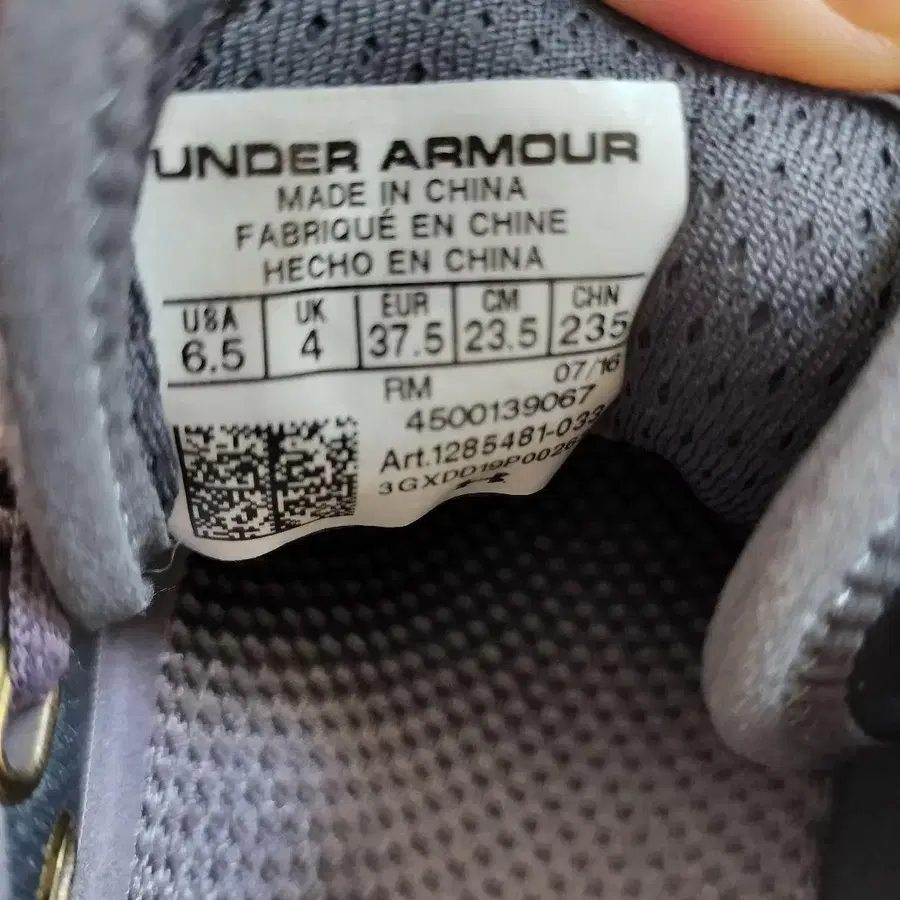 UNDER ARMOUR
MADE IN CHINA
FABRIQUÉ EN CHINE
HECHO EN CHINA
USA UK EUR CM CHN
6.5 4 37.5 23.5 235
RM 07/16
4500139067
Art.1285481-033